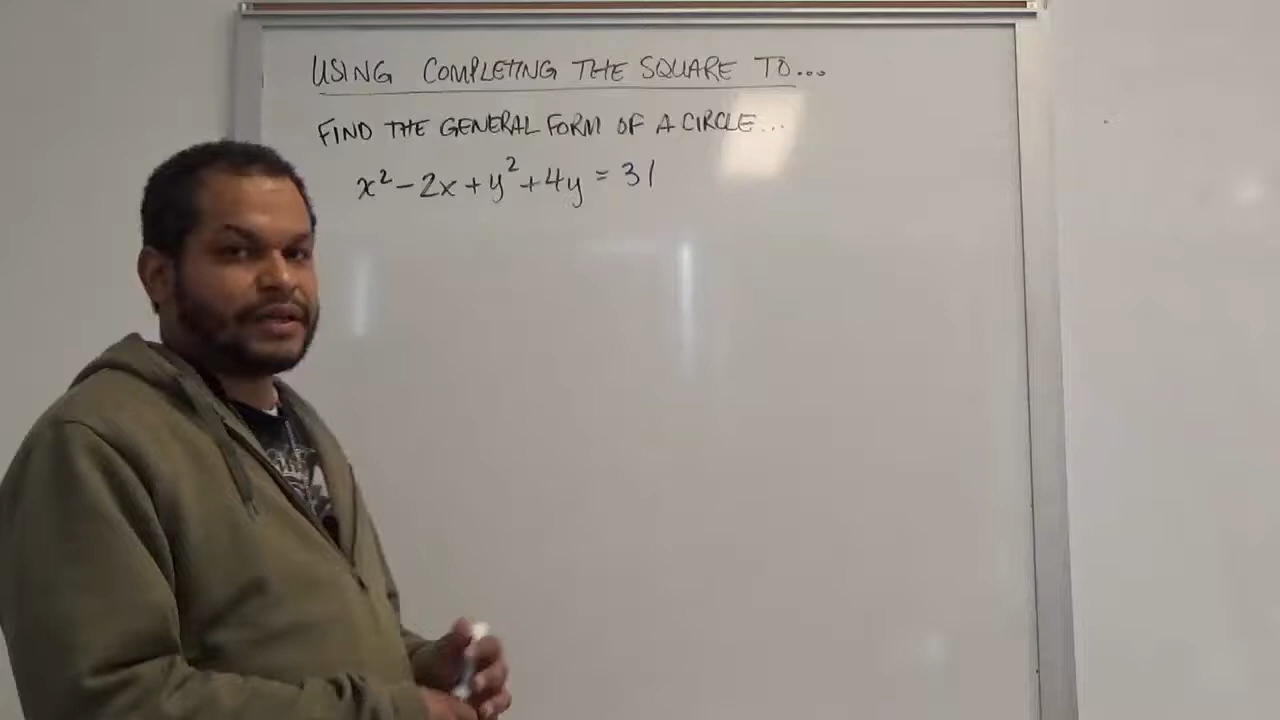 USING COMPLETING THE SQUARE TO...
FIND THE GENERAL FORM OF A CIRCLE...
x² - 2x + y² + 4y = 31